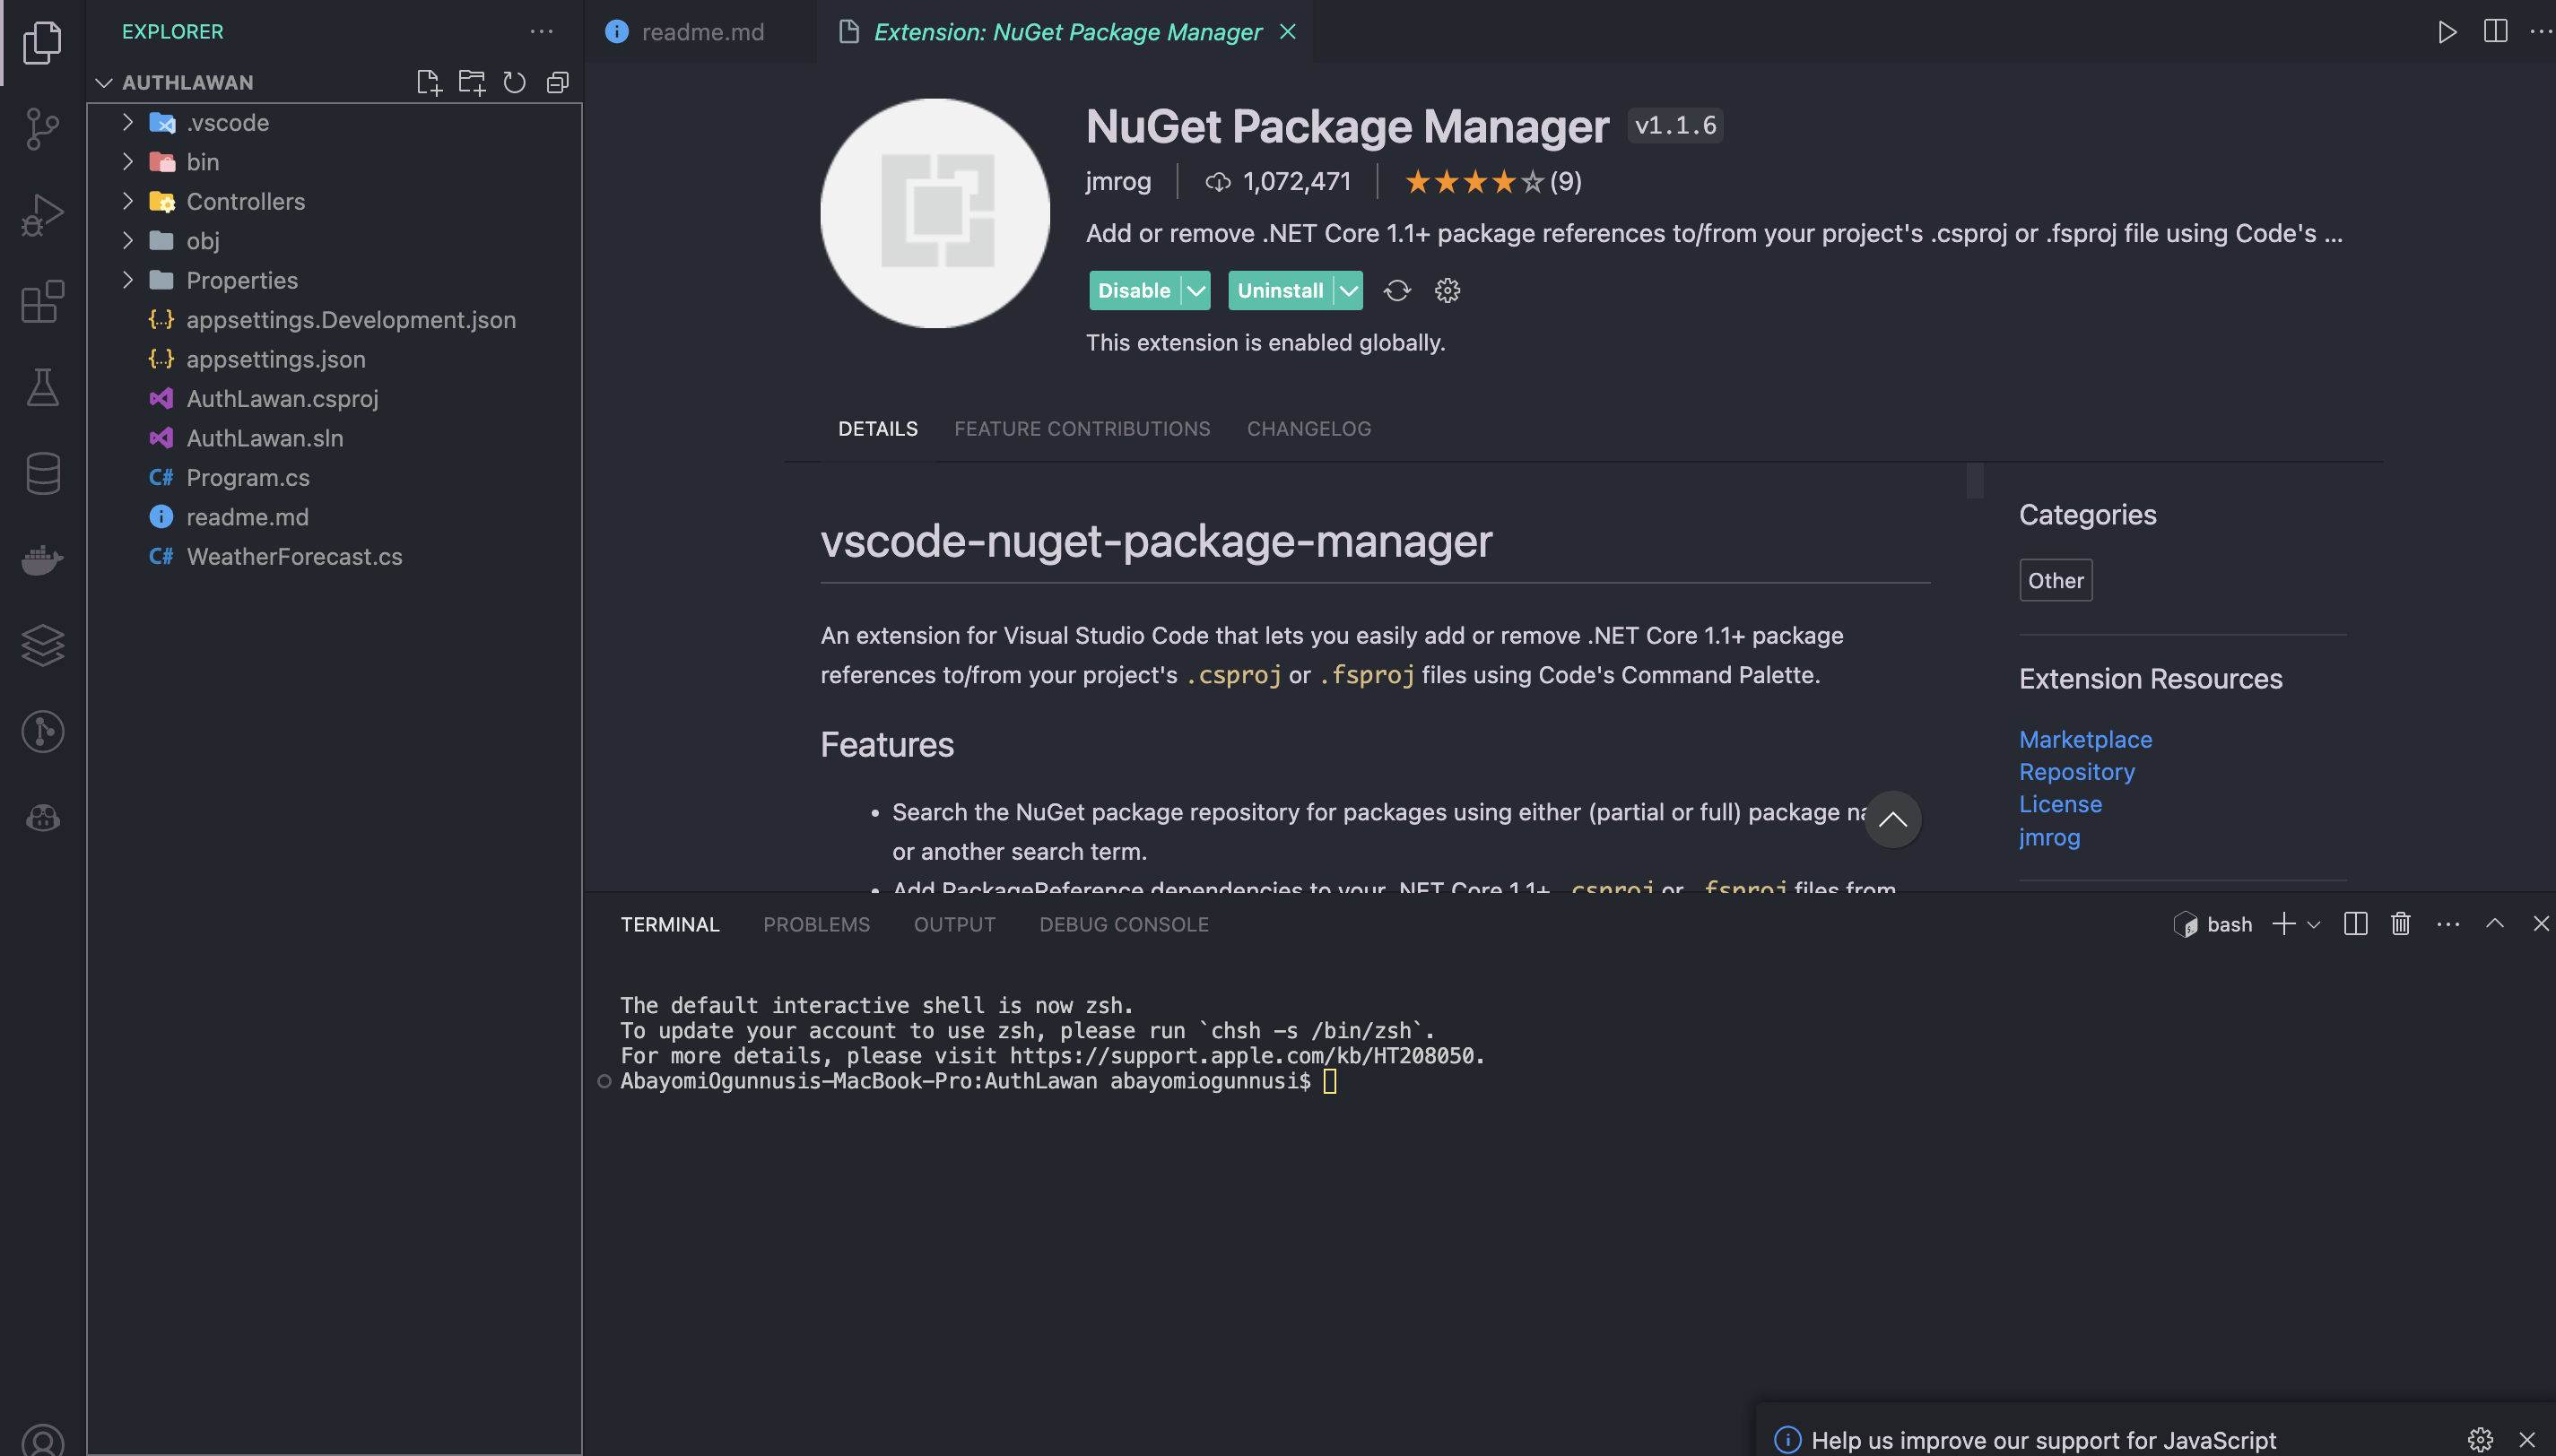 EXPLORER
AUTHLAWAN
.vscode
bin
Controllers
obj
Properties
appsettings.Development.json
appsettings.json
AuthLawan.csproj
AuthLawan.sln
C# Program.cs
readme.md
C# WeatherForecast.cs
readme.md
Extension: NuGet Package Manager
NuGet Package Manager v1.1.6
jmrog 1,072,471 (9)
Add or remove .NET Core 1.1+ package references to/from your project's .csproj or .fsproj file using Code's ...
Disable Uninstall
This extension is enabled globally.
DETAILS FEATURE CONTRIBUTIONS CHANGELOG
vscode-nuget-package-manager
An extension for Visual Studio Code that lets you easily add or remove .NET Core 1.1+ package
references to/from your project's .csproj or .fsproj files using Code's Command Palette.
Features
• Search the NuGet package repository for packages using either (partial or full) package
or another search term.
• Add PackageReference dependencies to your .NET Core 1.1+ .csproj or .fsproj files from
Categories
Other
Extension Resources
Marketplace
Repository
License
jmrog
TERMINAL PROBLEMS OUTPUT DEBUG CONSOLE
bash
The default interactive shell is now zsh.
To update your account to use zsh, please run `chsh -s /bin/zsh`.
For more details, please visit https://support.apple.com/kb/HT208050.
AbayomiOgunnusis-MacBook-Pro:AuthLawan abayomiogunnusi$
Help us improve our support for JavaScript